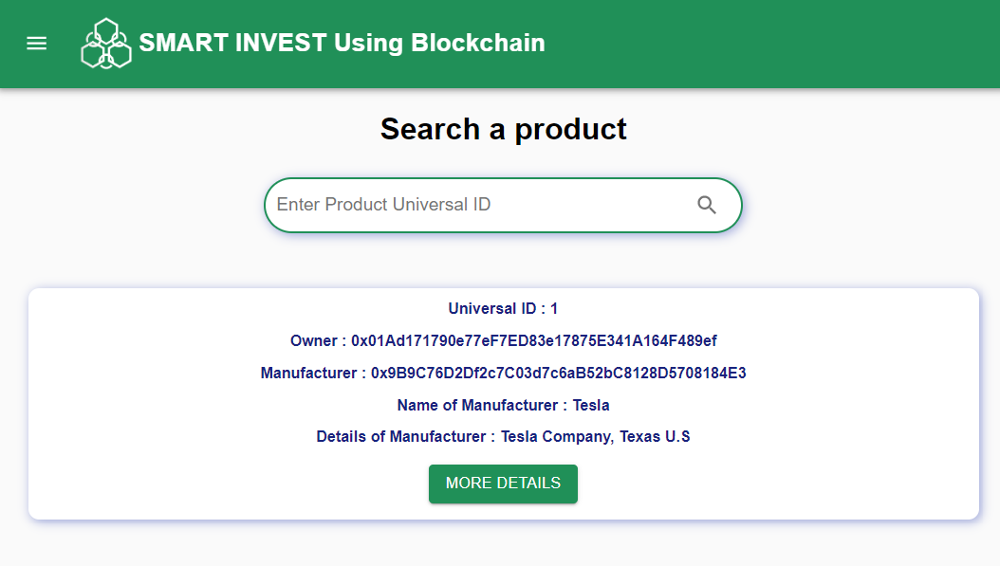 SMART INVEST Using Blockchain
Search a product
Enter Product Universal ID
Universal ID : 1
Owner : 0x01Ad171790e77eF7ED83e17875E341A164F489ef
Manufacturer : 0x9B9C76D2Df2c7C03d7c6aB52bC8128D5708184E3
Name of Manufacturer : Tesla
Details of Manufacturer : Tesla Company, Texas U.S
MORE DETAILS